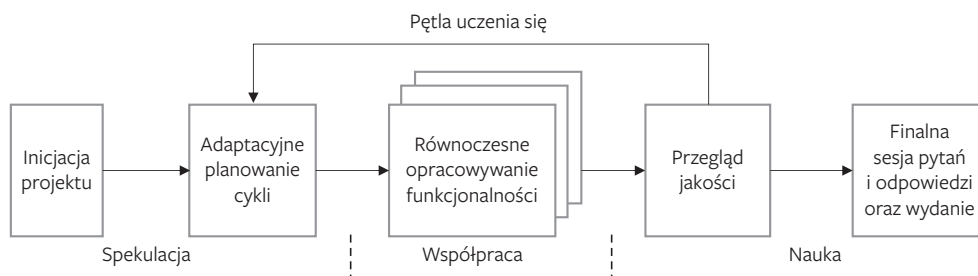 Pętla uczenia się
Inicjacja
projektu
Adaptacyjne
planowanie
cykli
Równoczesne
opracowywanie
funkcjonalności
Przegląd
jakości
Finalna
sesja pytań
i odpowiedzi
oraz wydanie
Spekulacja
Współpraca
Nauka